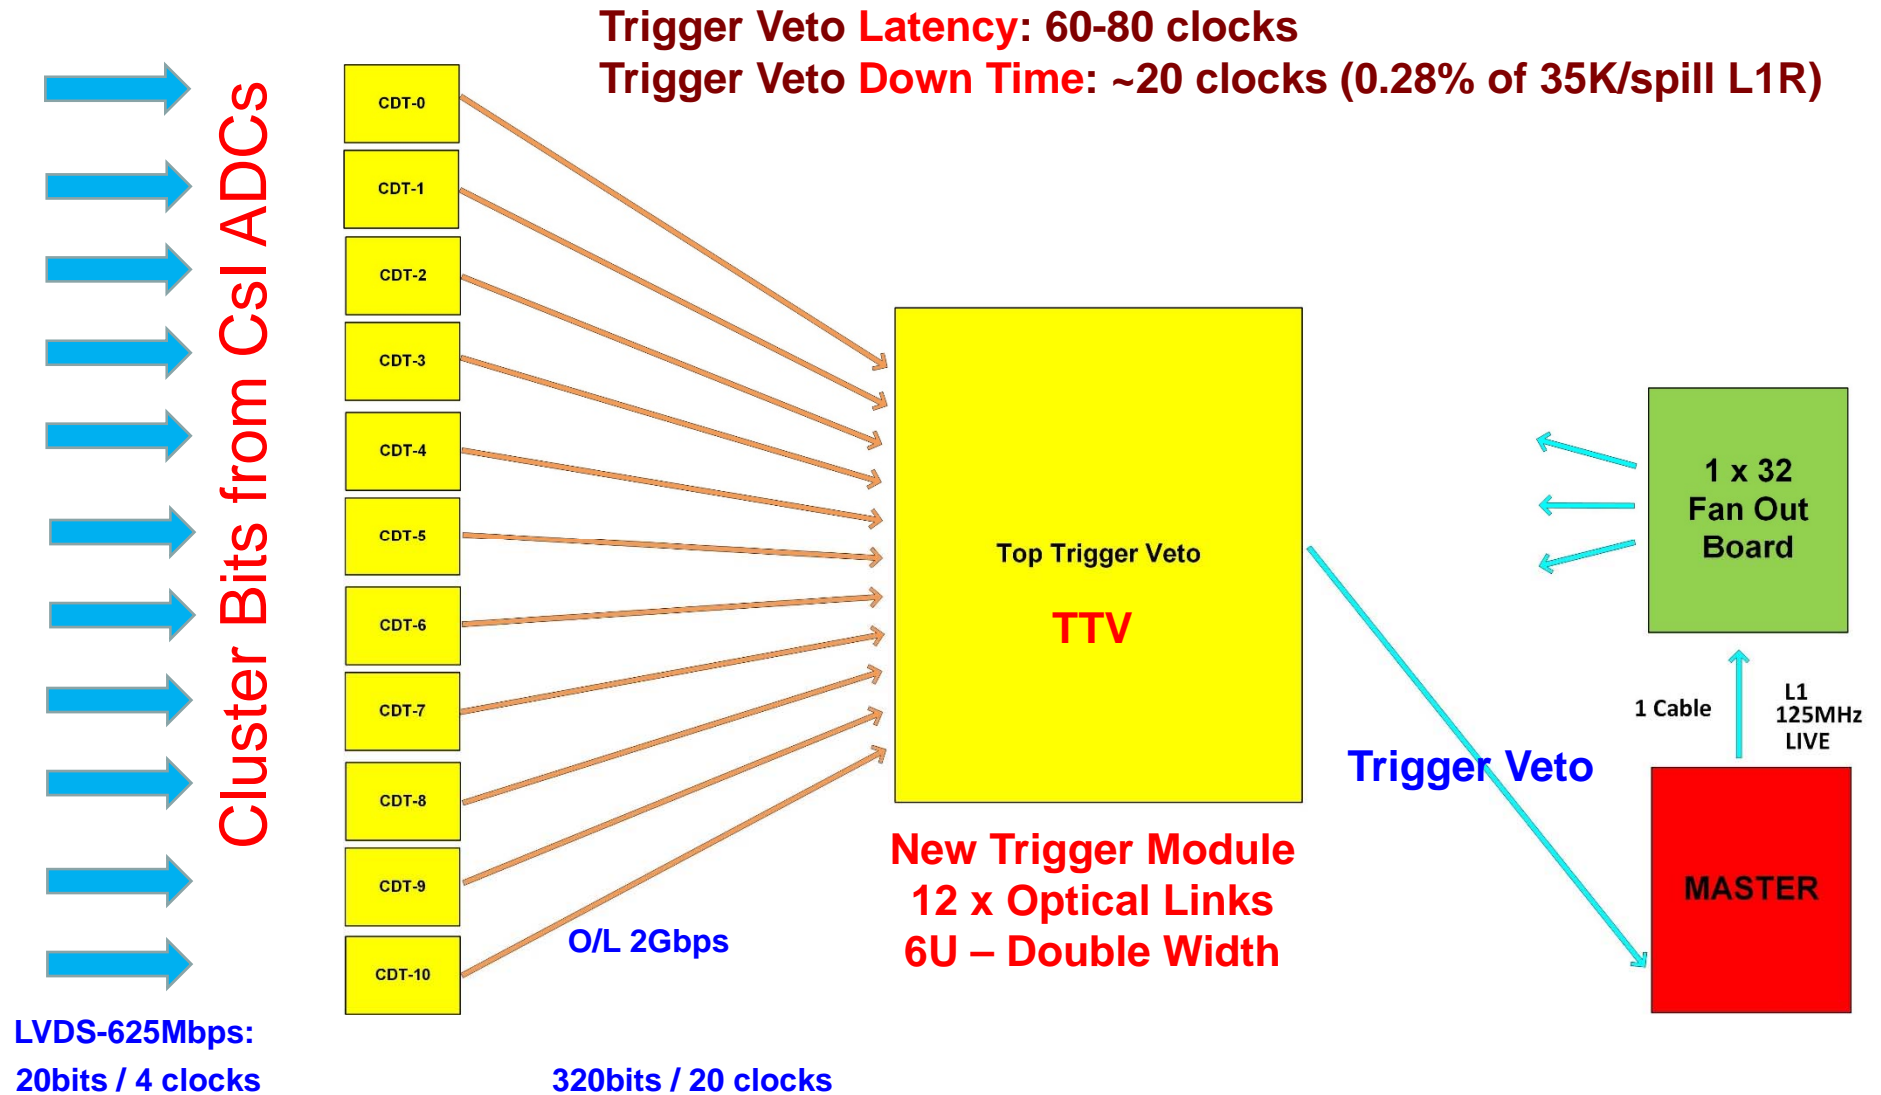 Trigger Veto Latency: 60-80 clocks
Trigger Veto Down Time: ~20 clocks (0.28% of 35K/spill L1R)
Cluster Bits from CsI ADCs
CDT-0
CDT-1
CDT-2
CDT-3
CDT-4
CDT-5
CDT-6
CDT-7
CDT-8
CDT-9
CDT-10
O/L 2Gbps
LVDS-625Mbps:
20bits / 4 clocks
320bits / 20 clocks
Top Trigger Veto
TTV
New Trigger Module
12 x Optical Links
6U – Double Width
Trigger Veto
1 x 32
Fan Out
Board
1 Cable
L1
125MHz
LIVE
MASTER